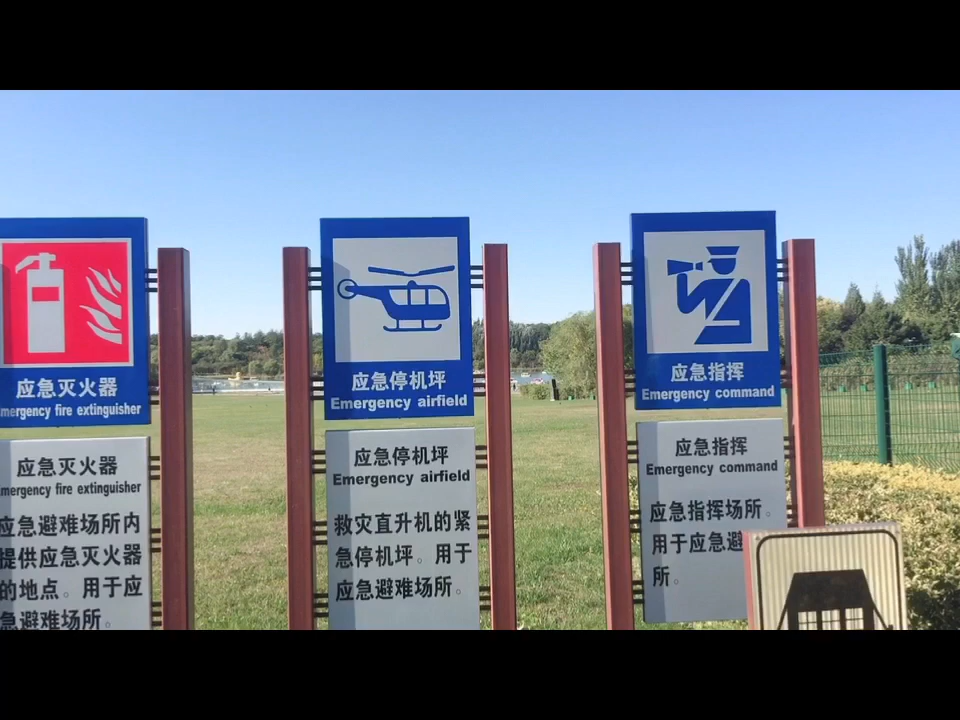 应急灭火器
mergency fire extinguisher
应急灭火器
mergency fire extinguisher
应急避难场所内
提供应急灭火器
的地点。用于应
急避难场所。
应急停机坪
Emergency airfield
应急停机坪
Emergency airfield
救灾直升机的紧
急停机坪。用于
应急避难场所。
应急指挥
Emergency command
应急指挥
Emergency command
应急指挥场所。
用于应急避
所。